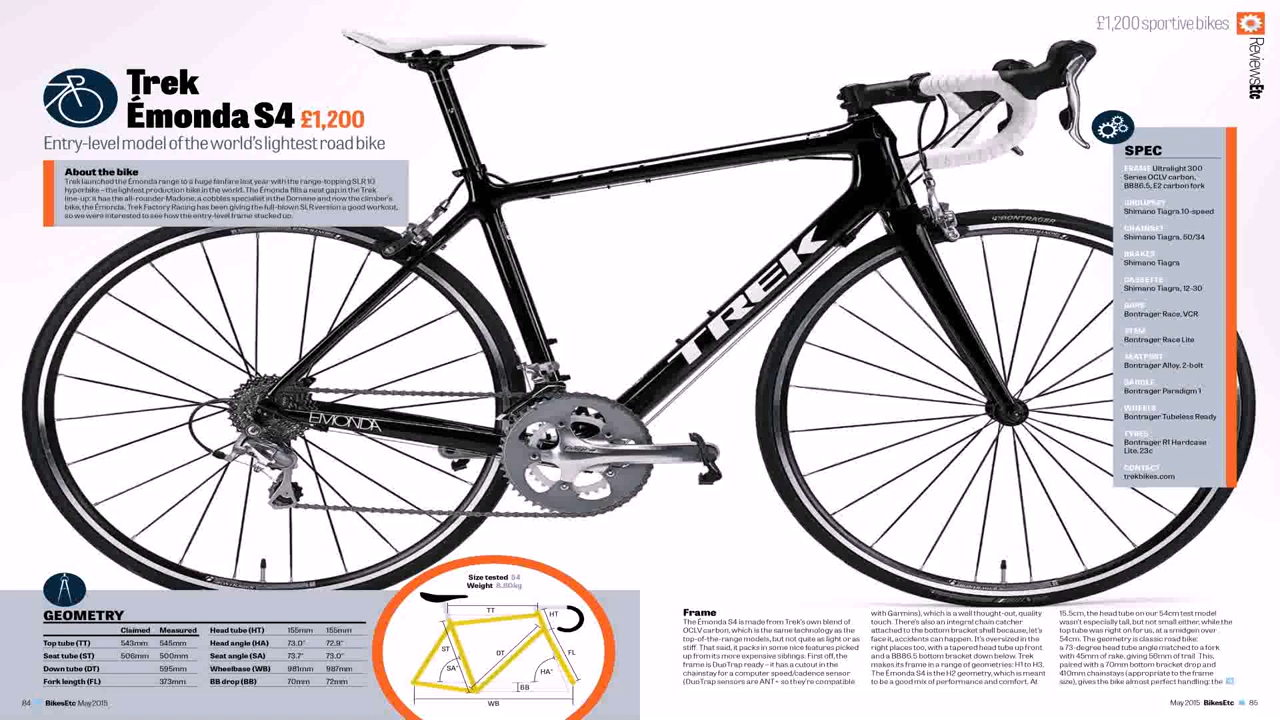 £1,200 sportive bikes
ReviewsEtc
Trek
Émonda S4 £1,200
Entry-level model of the world's lightest road bike
About the bike
Trek launched the Émonda range to a huge fanfare last year with the range-topping SLR 10
hyperbike – the lightest production bike in the world. The Émonda fills a neat gap in the Trek
line-up: it has the all-rounder Madone, a cobbles specialist in the Domane and now the climber's
bike, the Émonda. Trek Factory Racing has been giving the full-blown SLR version a good workout,
so we were interested to see how the entry-level frame stacked up.
BONTRAGER
TREK
EMONDA
SPEC
FRAME Ultralight 300
Series OCLV carbon,
BB86.5, E2 carbon fork
GROUPSET
Shimano Tiagra 10-speed
CHAINSET
Shimano Tiagra, 50/34
BRAKES
Shimano Tiagra
CASSETTE
Shimano Tiagra, 12-30
BARS
Bontrager Race, VCR
STEM
Bontrager Race Lite
SEATPOST
Bontrager Alloy, 2-bolt
SADDLE
Bontrager Paradigm 1
WHEELS
Bontrager Tubeless Ready
TYRES
Bontrager R1 Hardcase
Lite, 23c
CONTACT
trekbikes.com
GEOMETRY
Claimed Measured
Top tube (TT) 543mm 545mm
Seat tube (ST) 506mm 500mm
Down tube (DT) 595mm
Fork length (FL) 373mm
Head tube (HT) 155mm 155mm
Head angle (HA) 73.0° 72.9°
Seat angle (SA) 73.7° 73.0°
Wheelbase (WB) 981mm 987mm
BB drop (BB) 70mm 72mm
Size tested 54
Weight 8.80kg
TT
HT
ST
DT
FL
SA°
HA°
BB
WB
Frame
The Émonda S4 is made from Trek's own blend of
OCLV carbon, which is the same technology as the
top-of-the-range models, but not quite as light or as
stiff. That said, it packs in some nice features picked
up from its more expensive siblings. First off, the
frame is DuoTrap ready – it has a cutout in the
chainstay for a computer speed/cadence sensor
(DuoTrap sensors are ANT+ so they're compatible
with Garmins), which is a well thought-out, quality
touch. There's also an integral chain catcher
attached to the bottom bracket shell because, let's
face it, accidents can happen. It's oversized in the
right places too, with a tapered head tube up front
and a BB86.5 bottom bracket down below. Trek
makes its frame in a range of geometries: H1 to H3.
The Émonda S4 is the H2 geometry, which is meant
to be a good mix of performance and comfort. At
15.5cm, the head tube on our 54cm test model
wasn't especially tall, but not small either, while the
top tube was right on for us, at a smidgen over
54cm. The geometry is classic road bike:
a 73-degree head tube angle matched to a fork
with 45mm of rake, giving 56mm of trail. This,
paired with a 70mm bottom bracket drop and
410mm chainstays (appropriate to the frame
size), gives the bike almost perfect handling: the
84 BikesEtc May 2015
May 2015 BikesEtc 85